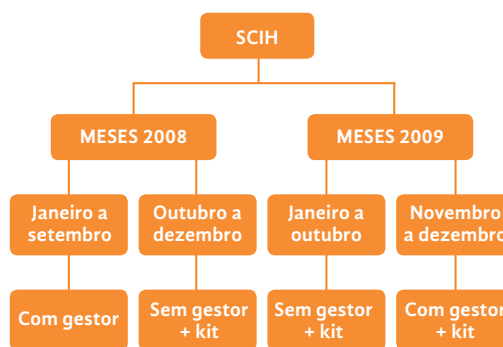 SCIH
MESES 2008
MESES 2009
Janeiro a
setembro
Outubro a
dezembro
Janeiro a
outubro
Novembro
a dezembro
Com gestor
Sem gestor
+ kit
Sem gestor
+ kit
Com gestor
+ kit